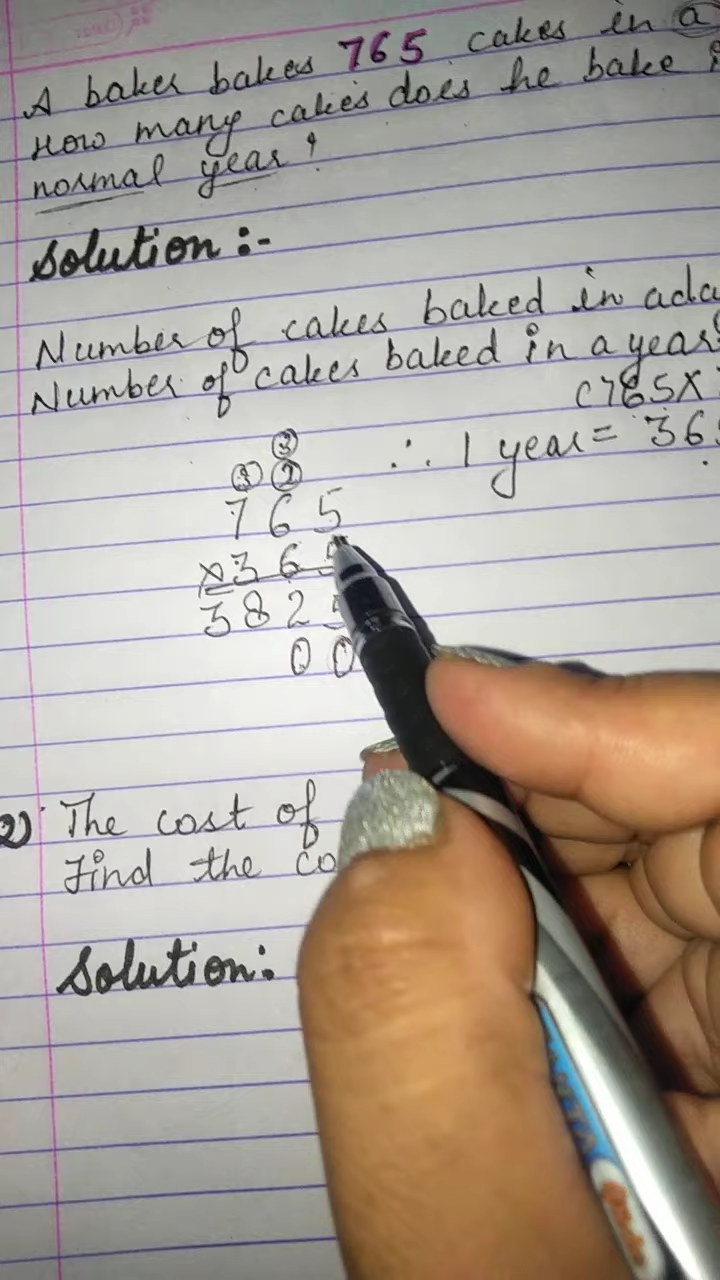 A baker bakes 765 cakes in a
How many cakes does he bake
normal year?
Solution :-
Number of cakes baked in a da
Number of cakes baked in a year
(765X
∴ 1 year = 36
③
③ ②
7 6 5
× 3 6 5
3 8 2 5
0 0
2) The cost of
Find the co
Solution: